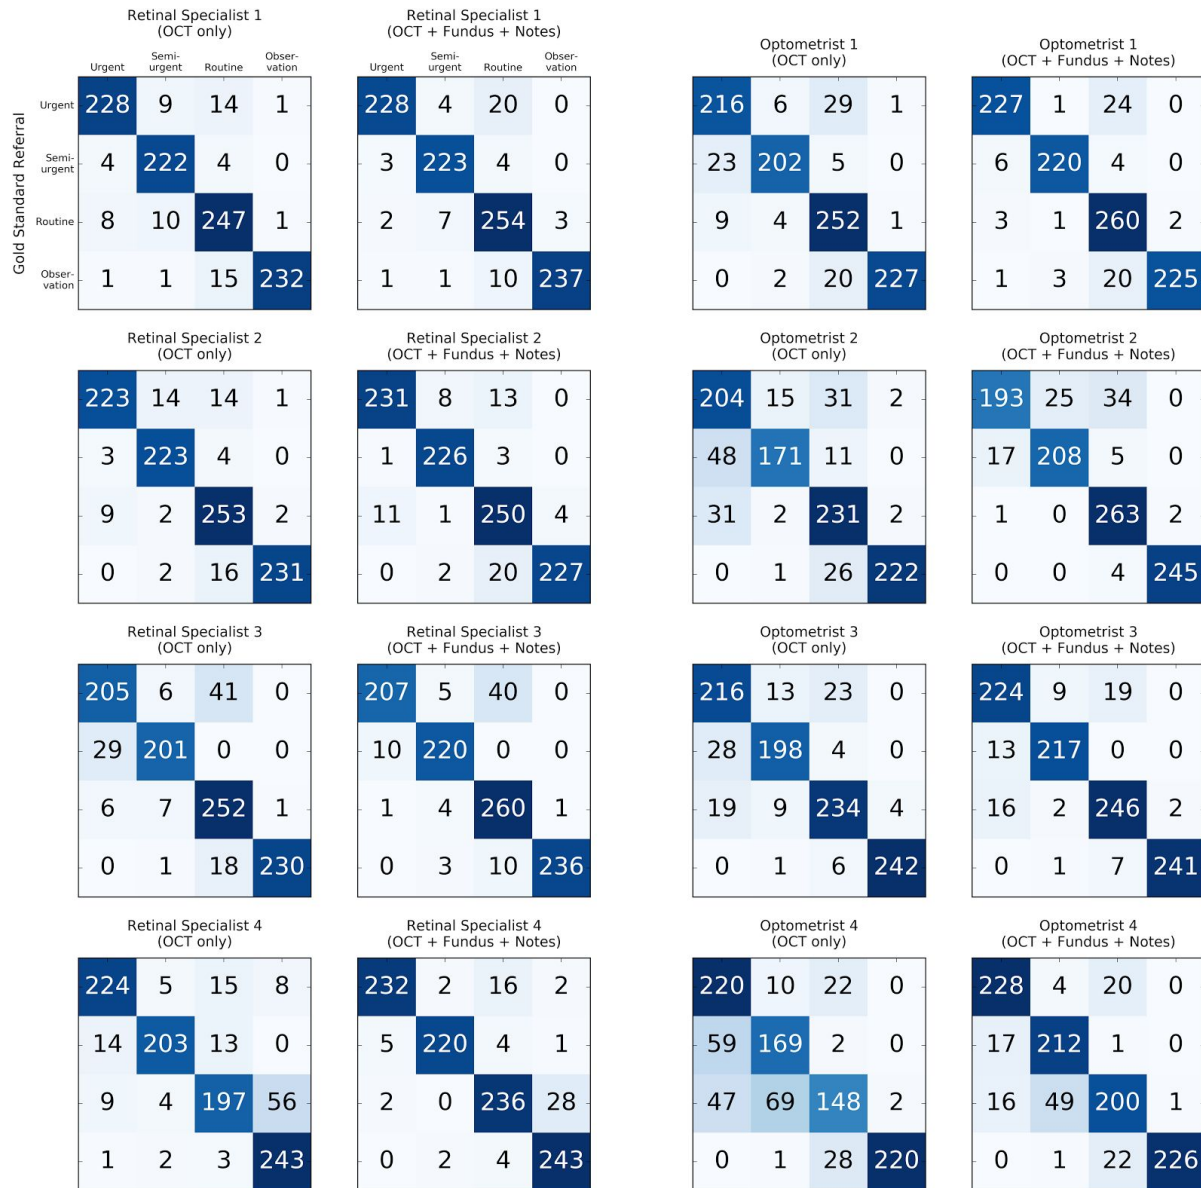 Retinal Specialist 1
(OCT only)
Retinal Specialist 1
(OCT + Fundus + Notes)
Optometrist 1
(OCT only)
Optometrist 1
(OCT + Fundus + Notes)
Urgent
Semi-
urgent
Routine
Obser-
vation
Urgent
Semi-
urgent
Routine
Obser-
vation
Gold Standard Referral
Urgent
Semi-
urgent
Routine
Obser-
vation
228 9 14 1
4 222 4 0
8 10 247 1
1 1 15 232
228 4 20 0
3 223 4 0
2 7 254 3
1 1 10 237
216 6 29 1
23 202 5 0
9 4 252 1
0 2 20 227
227 1 24 0
6 220 4 0
3 1 260 2
1 3 20 225
Retinal Specialist 2
(OCT only)
223 14 14 1
3 223 4 0
9 2 253 2
0 2 16 231
Retinal Specialist 2
(OCT + Fundus + Notes)
231 8 13 0
1 226 3 0
11 1 250 4
0 2 20 227
Optometrist 2
(OCT only)
204 15 31 2
48 171 11 0
31 2 231 2
0 1 26 222
Optometrist 2
(OCT + Fundus + Notes)
193 25 34 0
17 208 5 0
1 0 263 2
0 0 4 245
Retinal Specialist 3
(OCT only)
205 6 41 0
29 201 0 0
6 7 252 1
0 1 18 230
Retinal Specialist 3
(OCT + Fundus + Notes)
207 5 40 0
10 220 0 0
1 4 260 1
0 3 10 236
Optometrist 3
(OCT only)
216 13 23 0
28 198 4 0
19 9 234 4
0 1 6 242
Optometrist 3
(OCT + Fundus + Notes)
224 9 19 0
13 217 0 0
16 2 246 2
0 1 7 241
Retinal Specialist 4
(OCT only)
224 5 15 8
14 203 13 0
9 4 197 56
1 2 3 243
Retinal Specialist 4
(OCT + Fundus + Notes)
232 2 16 2
5 220 4 1
2 0 236 28
0 2 4 243
Optometrist 4
(OCT only)
220 10 22 0
59 169 2 0
47 69 148 2
0 1 28 220
Optometrist 4
(OCT + Fundus + Notes)
228 4 20 0
17 212 1 0
16 49 200 1
0 1 22 226